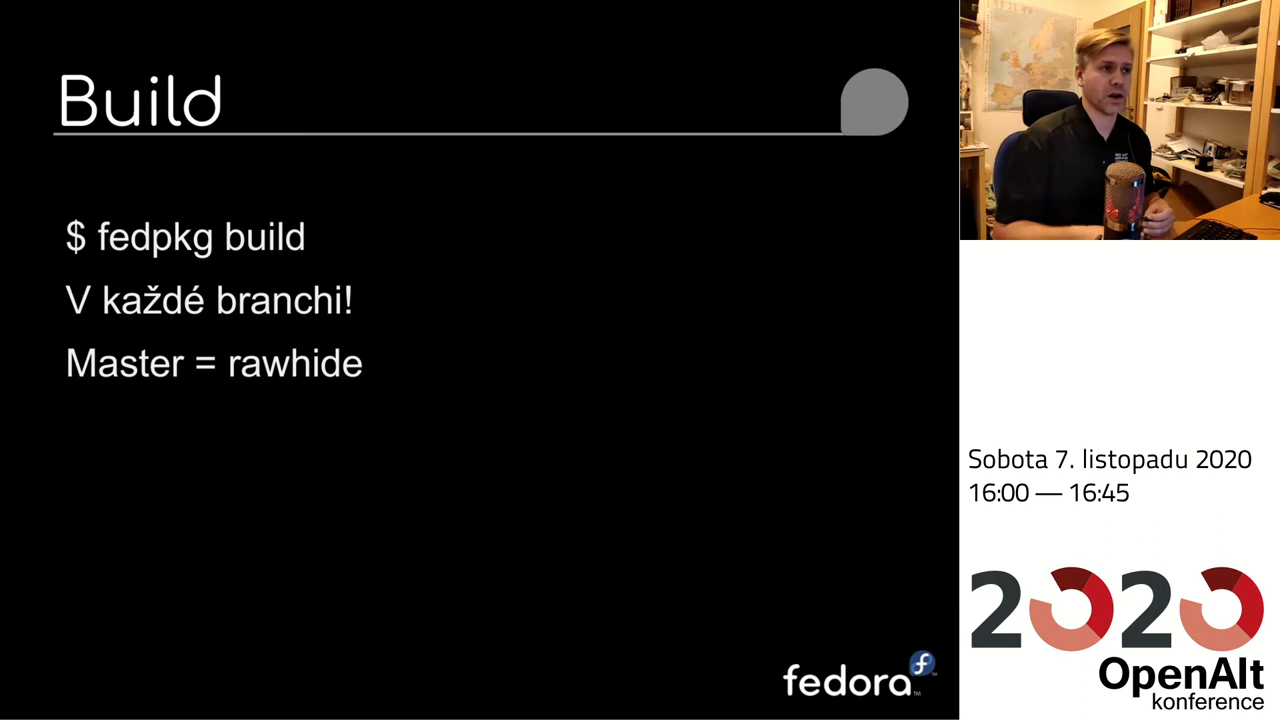 Build
$ fedpkg build
V každé branchi!
Master = rawhide
fedora
Sobota 7. listopadu 2020
16:00 — 16:45
2020
OpenAlt
konference